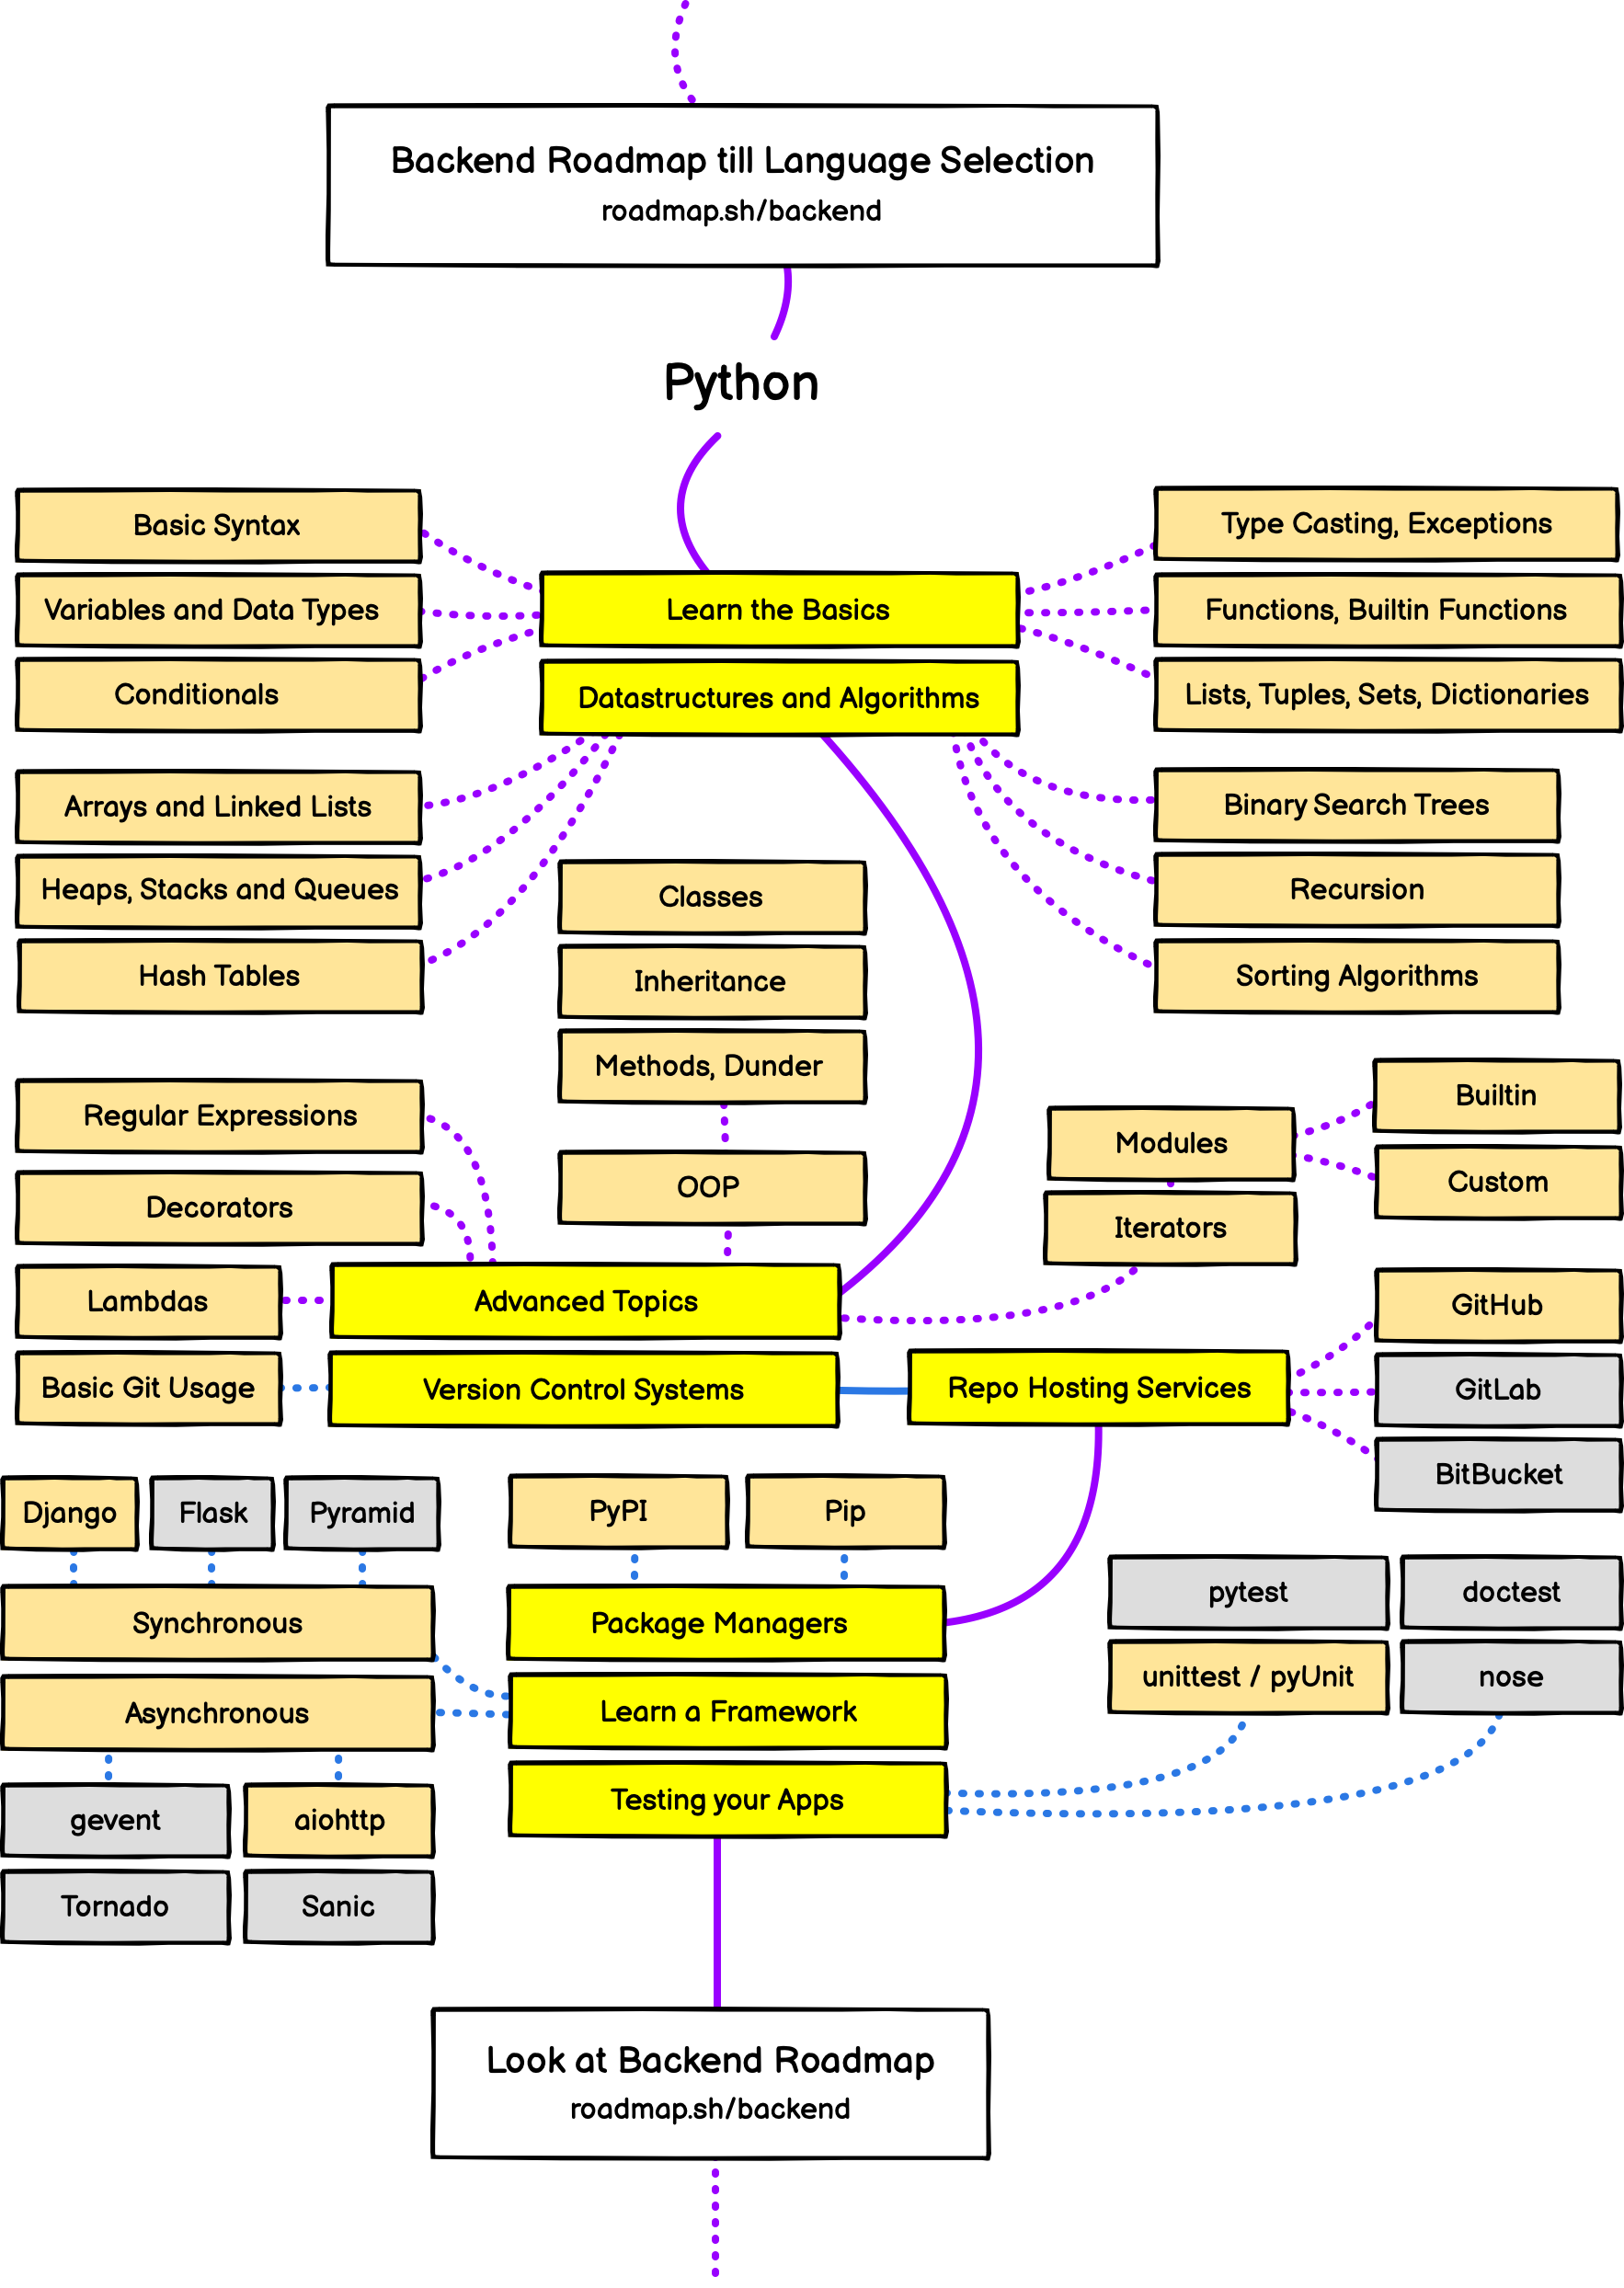 Backend Roadmap till Language Selection
roadmap.sh/backend
Python
Basic Syntax
Variables and Data Types
Conditionals
Learn the Basics
Datastructures and Algorithms
Type Casting, Exceptions
Functions, Builtin Functions
Lists, Tuples, Sets, Dictionaries
Arrays and Linked Lists
Heaps, Stacks and Queues
Hash Tables
Binary Search Trees
Recursion
Sorting Algorithms
Classes
Inheritance
Methods, Dunder
OOP
Regular Expressions
Decorators
Lambdas
Basic Git Usage
Advanced Topics
Version Control Systems
Modules
Iterators
Builtin
Custom
Repo Hosting Services
GitHub
GitLab
BitBucket
Django
Flask
Pyramid
Synchronous
Asynchronous
gevent
aiohttp
Tornado
Sanic
PyPI
Pip
Package Managers
Learn a Framework
Testing your Apps
pytest
doctest
unittest / pyUnit
nose
Look at Backend Roadmap
roadmap.sh/backend